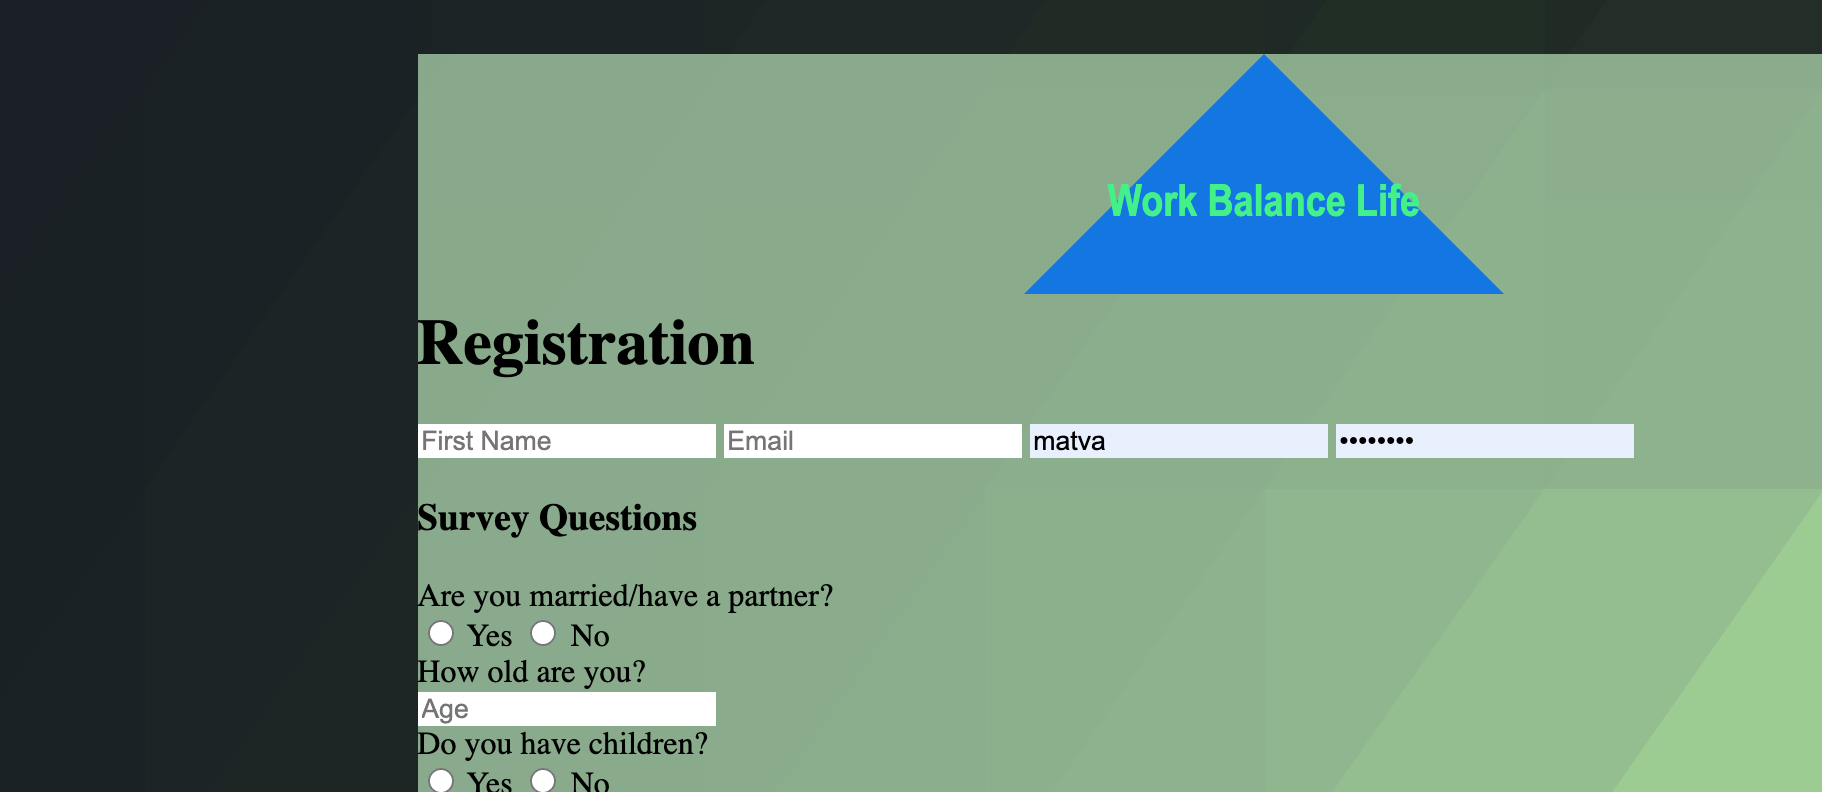 Work Balance Life
Registration
First Name Email matva ••••••••
Survey Questions
Are you married/have a partner?
Yes No
How old are you?
Age
Do you have children?
Yes No